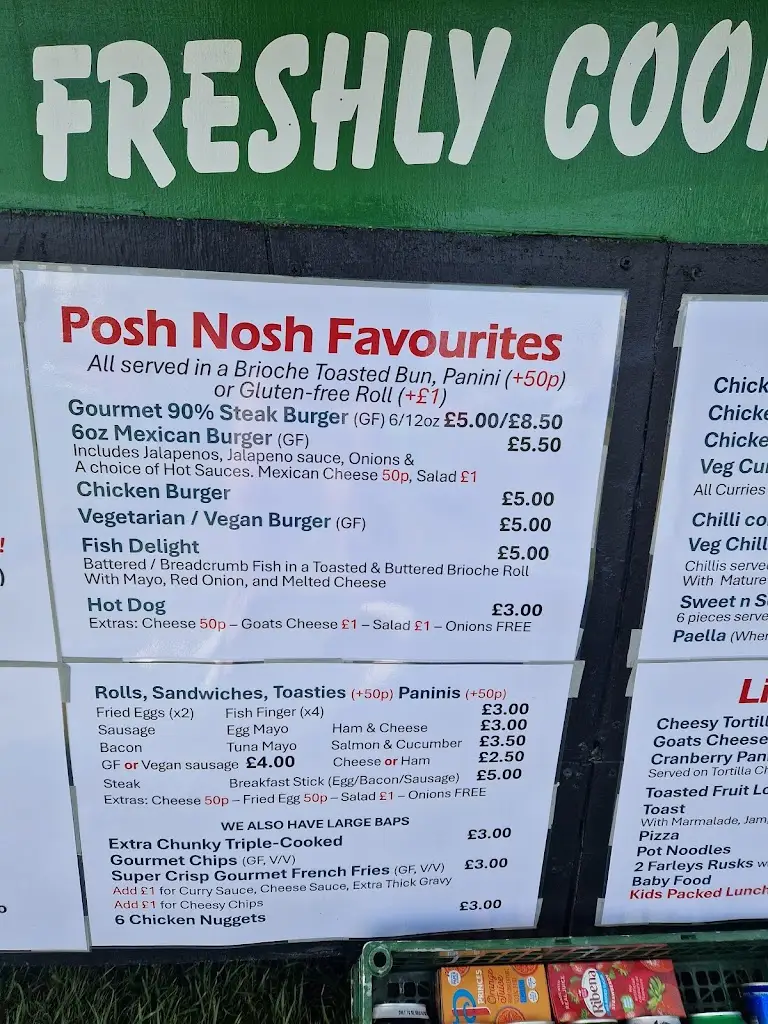 FRESHLY COO
Posh Nosh Favourites
All served in a Brioche Toasted Bun, Panini (+50p)
or Gluten-free Roll (+£1)
Gourmet 90% Steak Burger (GF) 6/12oz £5.00/£8.50
6oz Mexican Burger (GF) £5.50
Includes Jalapenos, Jalapeno sauce, Onions &
A choice of Hot Sauces. Mexican Cheese 50p, Salad £1
Chicken Burger £5.00
Vegetarian / Vegan Burger (GF) £5.00
Fish Delight £5.00
Battered / Breadcrumb Fish in a Toasted & Buttered Brioche Roll
With Mayo, Red Onion, and Melted Cheese
Hot Dog £3.00
Extras: Cheese 50p – Goats Cheese £1 – Salad £1 – Onions FREE
Rolls, Sandwiches, Toasties (+50p) Paninis (+50p)
Fried Eggs (x2) Fish Finger (x4) £3.00
Sausage Egg Mayo Ham & Cheese £3.00
Bacon Tuna Mayo Salmon & Cucumber £3.50
GF or Vegan sausage £4.00 Cheese or Ham £2.50
Steak Breakfast Stick (Egg/Bacon/Sausage) £5.00
Extras: Cheese 50p – Fried Egg 50p – Salad £1 – Onions FREE
WE ALSO HAVE LARGE BAPS
Extra Chunky Triple-Cooked £3.00
Gourmet Chips (GF, V/V)
Super Crisp Gourmet French Fries (GF, V/V) £3.00
Add £1 for Curry Sauce, Cheese Sauce, Extra Thick Gravy
Add £1 for Cheesy Chips
6 Chicken Nuggets £3.00
!
)
Chick
Chicke
Chicke
Veg Cu
All Curries
Chilli co
Veg Chill
Chillis serve
With Mature
Sweet n S
6 pieces serve
Paella (Whe
Li
Cheesy Tortill
Goats Cheese
Cranberry Pan
Served on Tortilla Ch
Toasted Fruit Lo
Toast
With Marmalade, Jam
Pizza
Pot Noodles
2 Farleys Rusks w
Baby Food
Kids Packed Lunch
PRINCES
Orange Juice
Ribena